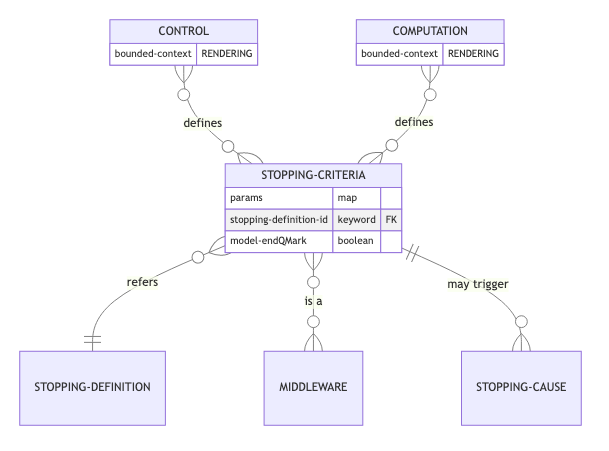 CONTROL
bounded-context RENDERING
COMPUTATION
bounded-context RENDERING
defines
defines
STOPPING-CRITERIA
params map
stopping-definition-id keyword FK
model-endQMark boolean
refers
is a
may trigger
STOPPING-DEFINITION
MIDDLEWARE
STOPPING-CAUSE